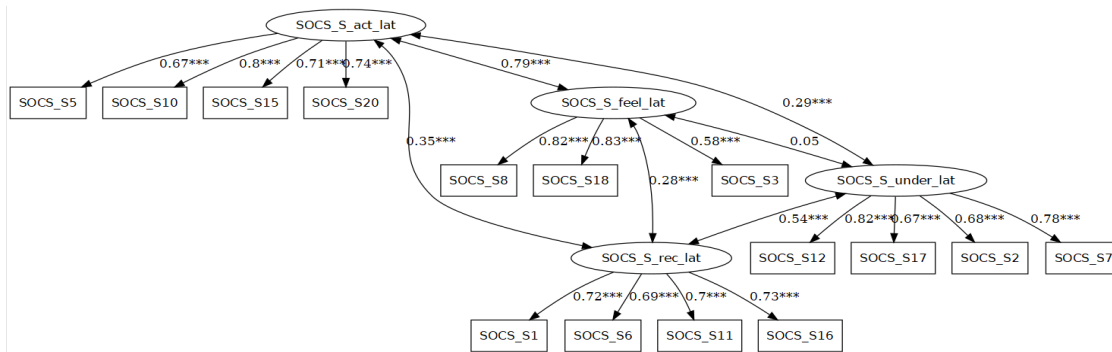 SOCS_S_act_lat
0.67*** 0.8*** 0.71*** 0.74*** 0.79***
SOCS_S5 SOCS_S10 SOCS_S15 SOCS_S20
SOCS_S_feel_lat
0.29***
0.35*** 0.82*** 0.83*** 0.58*** 0.05
SOCS_S8 SOCS_S18 SOCS_S3
0.28***
SOCS_S_under_lat
0.54*** 0.82*** 0.67*** 0.68*** 0.78***
SOCS_S12 SOCS_S17 SOCS_S2 SOCS_S7
SOCS_S_rec_lat
0.72*** 0.69*** 0.7*** 0.73***
SOCS_S1 SOCS_S6 SOCS_S11 SOCS_S16